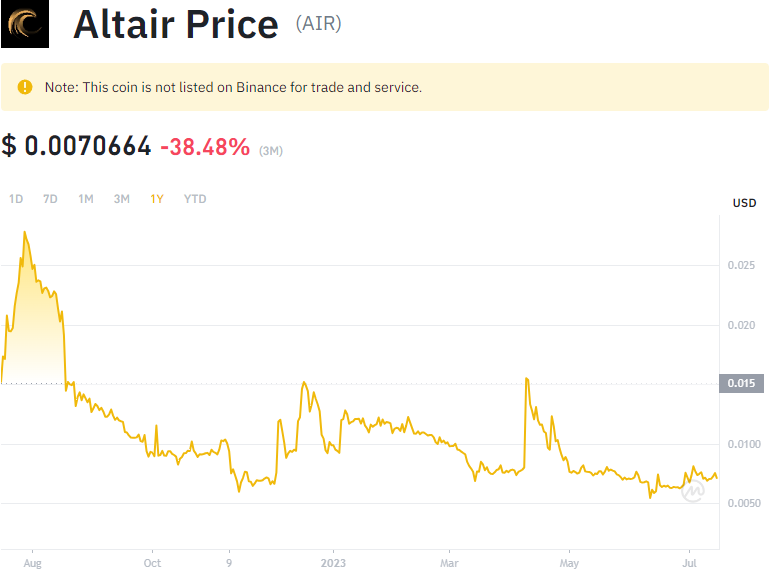 Altair Price (AIR)
Note: This coin is not listed on Binance for trade and service.
$ 0.0070664 -38.48% (3M)
1D 7D 1M 3M 1Y YTD
USD
0.025
0.020
0.015
0.0100
0.0050
Aug Oct 9 2023 Mar May Jul